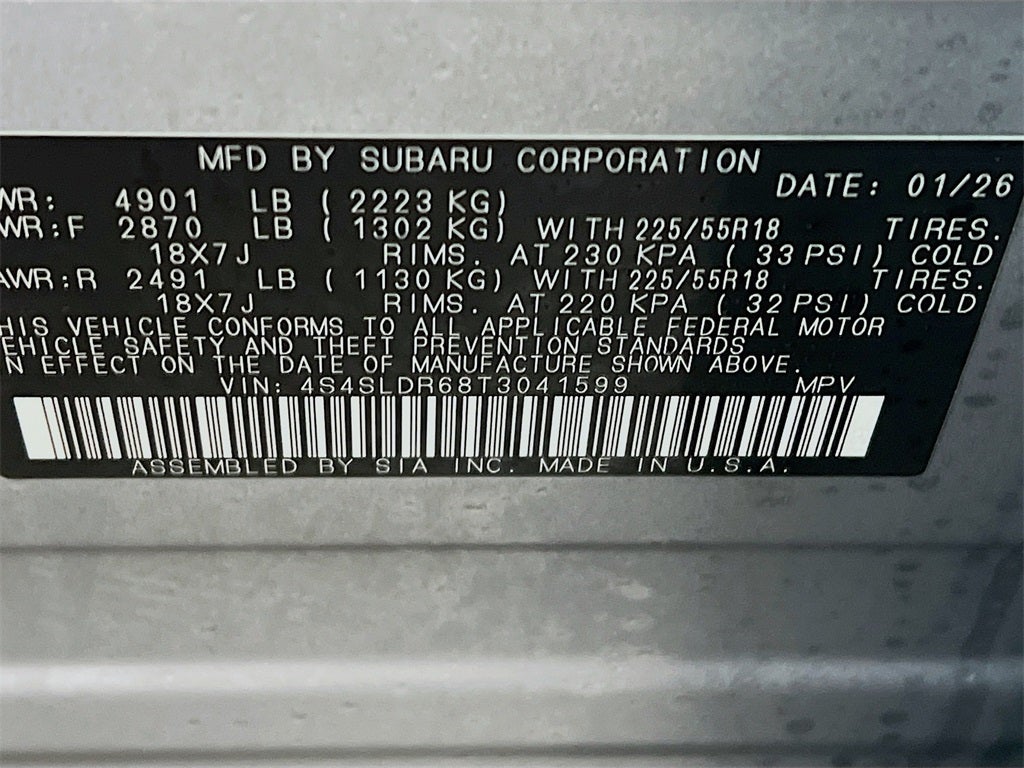 MFD BY SUBARU CORPORATION
DATE: 01/26
WR: 4901 LB ( 2223 KG)
WR:F 2870 LB ( 1302 KG) WITH 225/55R18 TIRES.
18X7J RIMS. AT 230 KPA ( 33 PSI) COLD
AWR:R 2491 LB ( 1130 KG) WITH 225/55R18 TIRES.
18X7J RIMS. AT 220 KPA ( 32 PSI) COLD
HIS VEHICLE CONFORMS TO ALL APPLICABLE FEDERAL MOTOR
EHICLE SAFETY AND THEFT PREVENTION STANDARDS
N EFFECT ON THE DATE OF MANUFACTURE SHOWN ABOVE.
VIN: 4S4SLDR68T3041599 MPV
ASSEMBLED BY SIA INC. MADE IN U.S.A.